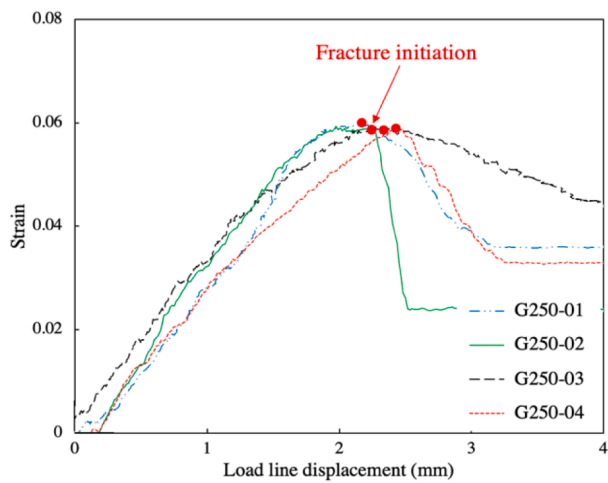 0.08
Fracture initiation
0.06
Strain
0.04
0.02
G250-01
G250-02
G250-03
G250-04
0
0
1
2
3
4
Load line displacement (mm)